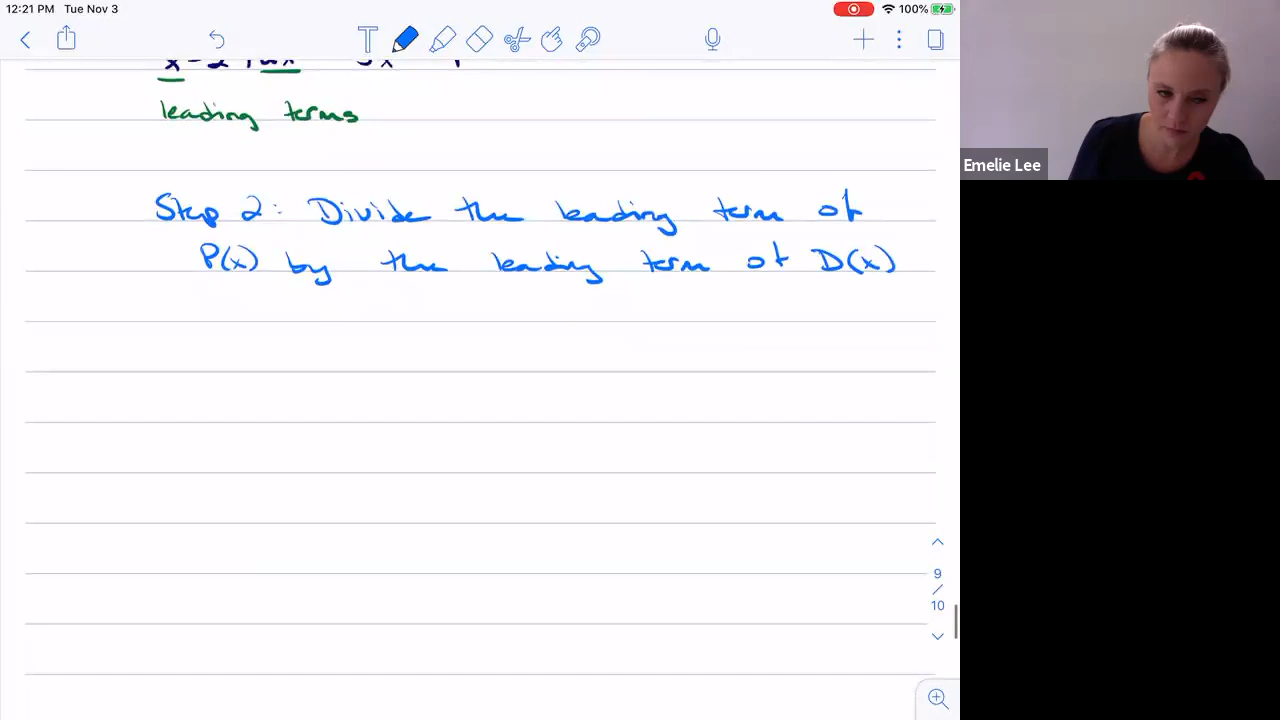 12:21 PM Tue Nov 3
100%
leading terms
Step 2: Divide the leading term of
P(x) by the leading term of D(x)
Emelie Lee
9
/
10